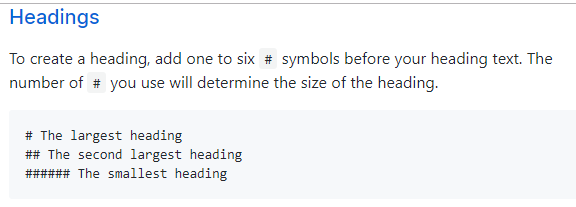 Headings
To create a heading, add one to six # symbols before your heading text. The
number of # you use will determine the size of the heading.
# The largest heading
## The second largest heading
###### The smallest heading